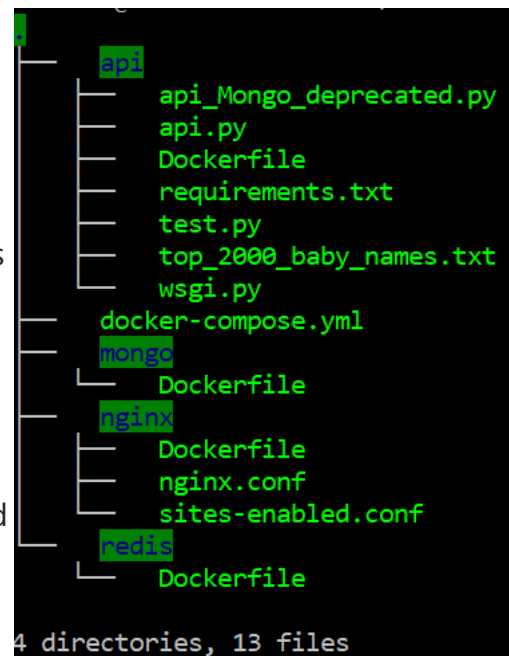 .
├── api
│   ├── api_Mongo_deprecated.py
│   ├── api.py
│   ├── Dockerfile
│   ├── requirements.txt
│   ├── test.py
│   ├── top_2000_baby_names.txt
│   └── wsgi.py
├── docker-compose.yml
├── mongo
│   └── Dockerfile
├── nginx
│   ├── Dockerfile
│   ├── nginx.conf
│   └── sites-enabled.conf
└── redis
    └── Dockerfile
4 directories, 13 files